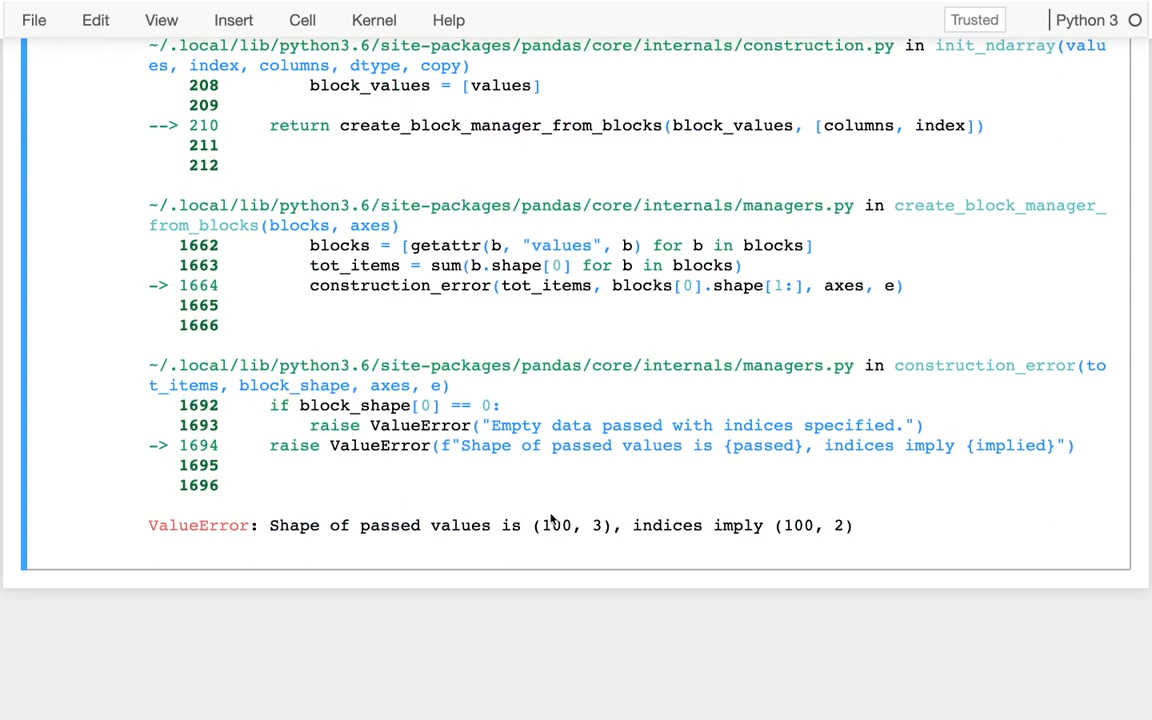 File Edit View Insert Cell Kernel Help Trusted Python 3
~/.local/lib/python3.6/site-packages/pandas/core/internals/construction.py in init_ndarray(valu
es, index, columns, dtype, copy)
208 block_values = [values]
209
--> 210 return create_block_manager_from_blocks(block_values, [columns, index])
211
212
~/.local/lib/python3.6/site-packages/pandas/core/internals/managers.py in create_block_manager_
from_blocks(blocks, axes)
1662 blocks = [getattr(b, "values", b) for b in blocks]
1663 tot_items = sum(b.shape[0] for b in blocks)
-> 1664 construction_error(tot_items, blocks[0].shape[1:], axes, e)
1665
1666
~/.local/lib/python3.6/site-packages/pandas/core/internals/managers.py in construction_error(to
t_items, block_shape, axes, e)
1692 if block_shape[0] == 0:
1693 raise ValueError("Empty data passed with indices specified.")
-> 1694 raise ValueError(f"Shape of passed values is {passed}, indices imply {implied}")
1695
1696
ValueError: Shape of passed values is (100, 3), indices imply (100, 2)